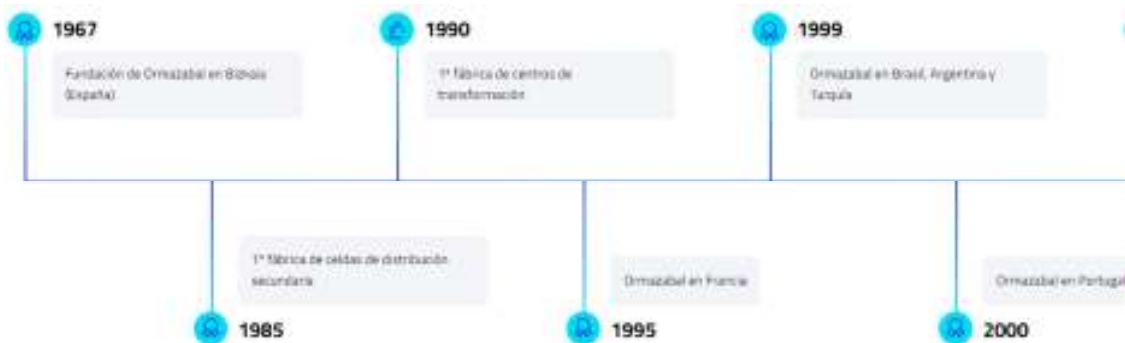 1967
Fundación de Ormazabal en Bizkaia
(España)
1990
1ª fábrica de centros de
transformación
1999
Ormazabal en Brasil, Argentina y
Turquía
1ª fábrica de celdas de distribución
secundaria
1985
Ormazabal en Francia
1995
Ormazabal en Portugal
2000